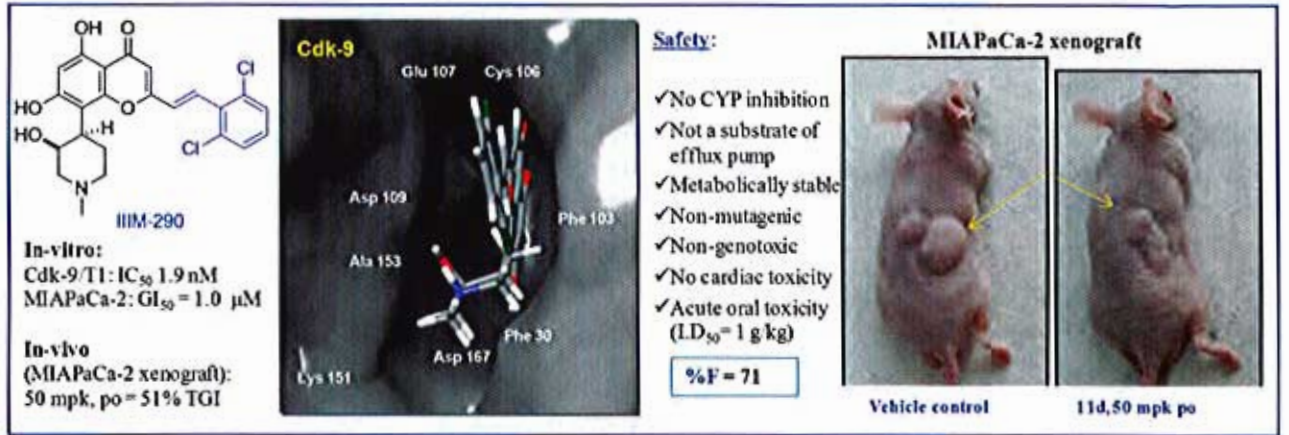 OH
O
Cl
HO
O
HO
H
Cl
N
IIIM-290
In-vitro:
Cdk-9/T1: IC50 1.9 nM
MIAPaCa-2: GI50 = 1.0 μM
In-vivo
(MIAPaCa-2 xenograft):
50 mpk, po = 51% TGI
Cdk-9
Glu 107 Cys 106
Asp 109
Phe 103
Ala 153
Phe 30
Asp 167
Lys 151
Safety:
✓No CYP inhibition
✓Not a substrate of
efflux pump
✓Metabolically stable
✓Non-mutagenic
✓Non-genotoxic
✓No cardiac toxicity
✓Acute oral toxicity
(LD50= 1 g/kg)
%F = 71
MIAPaCa-2 xenograft
Vehicle control
11d, 50 mpk po